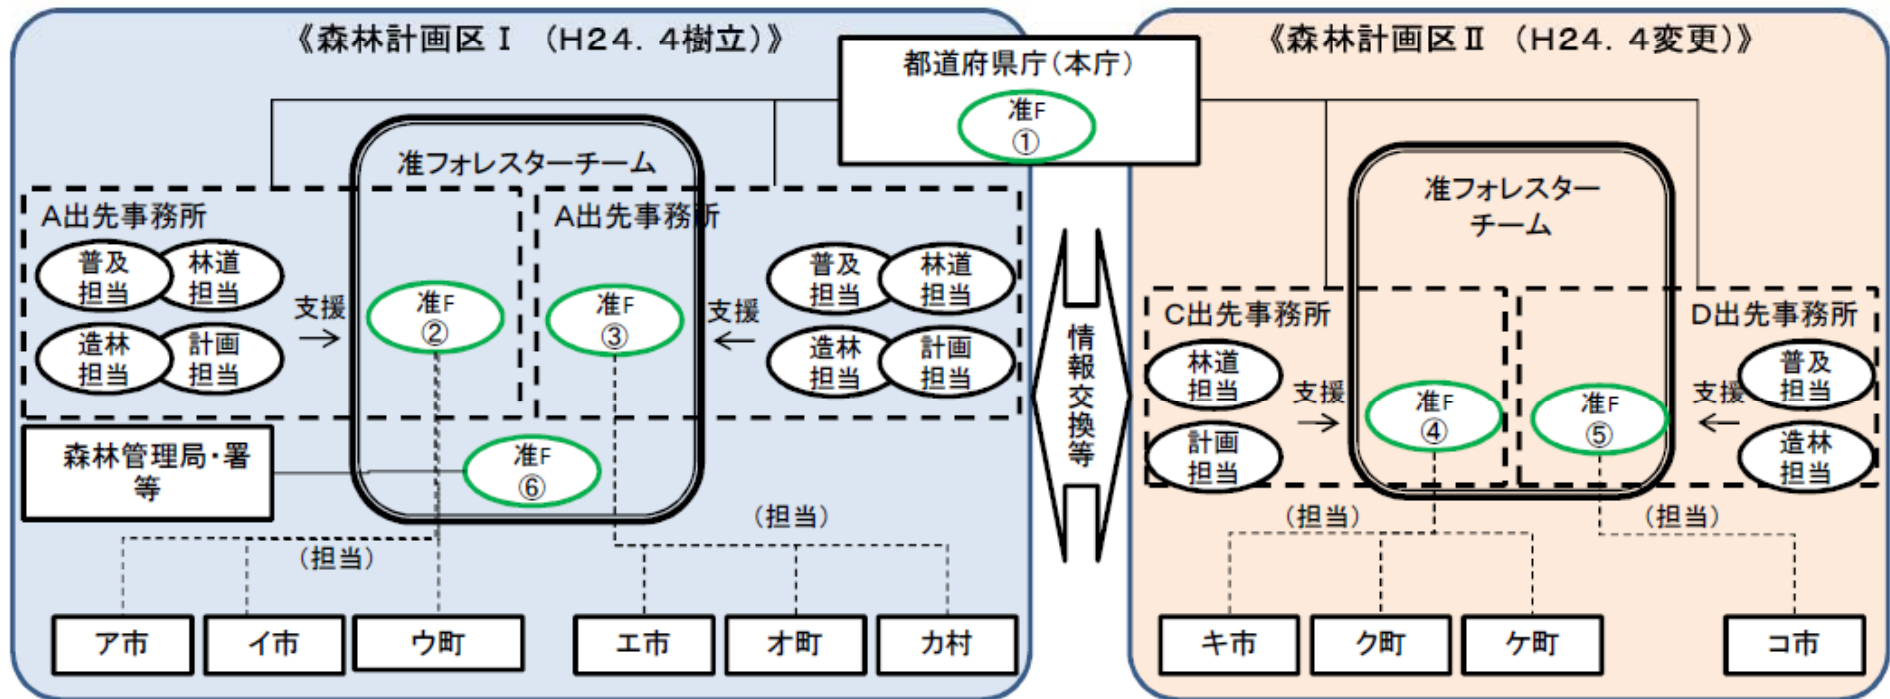 《森林計画区Ⅰ （H24．4樹立）》
都道府県庁（本庁）
准F
①
《森林計画区Ⅱ （H24．4変更）》
准フォレスターチーム
A出先事務所
普及
担当
林道
担当
造林
担当
計画
担当
支援
准F
②
A出先事務所
准F
③
支援
普及
担当
林道
担当
造林
担当
計画
担当
森林管理局・署
等
准F
⑥
（担当）
（担当）
ア市
イ市
ウ町
エ市
オ町
カ村
情報交換等
准フォレスター
チーム
C出先事務所
林道
担当
計画
担当
支援
准F
④
D出先事務所
准F
⑤
支援
普及
担当
造林
担当
（担当）
（担当）
キ市
ク町
ケ町
コ市